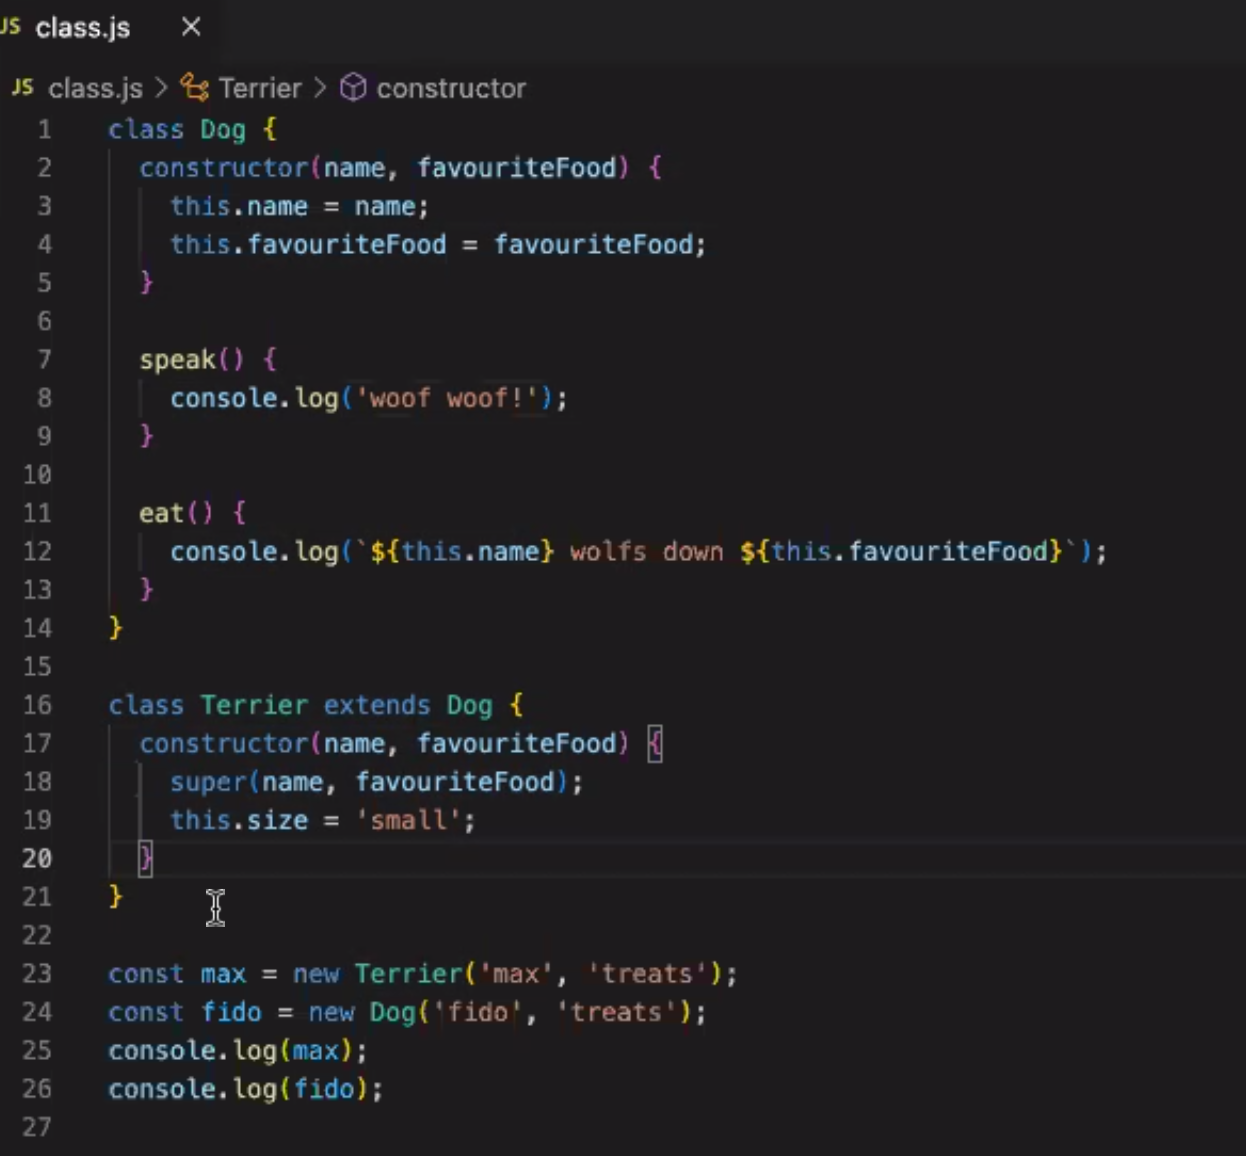 JS class.js ×
JS class.js > Terrier > constructor
1 class Dog {
2   constructor(name, favouriteFood) {
3     this.name = name;
4     this.favouriteFood = favouriteFood;
5   }
6
7   speak() {
8     console.log('woof woof!');
9   }
10
11   eat() {
12     console.log(`${this.name} wolfs down ${this.favouriteFood}`);
13   }
14 }
15
16 class Terrier extends Dog {
17   constructor(name, favouriteFood) {
18     super(name, favouriteFood);
19     this.size = 'small';
20   }
21 }
22
23 const max = new Terrier('max', 'treats');
24 const fido = new Dog('fido', 'treats');
25 console.log(max);
26 console.log(fido);
27